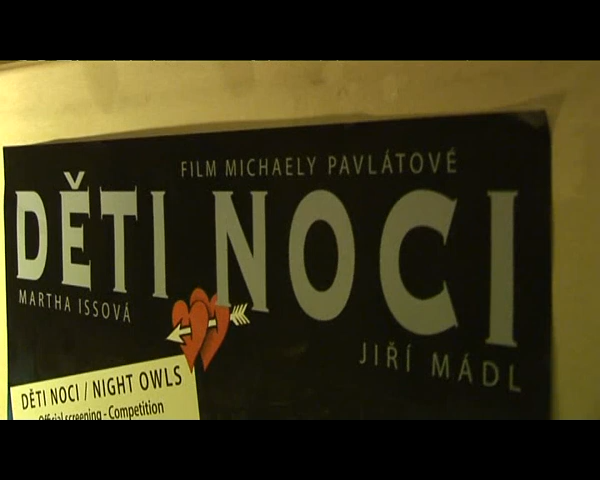 FILM MICHAELY PAVLÁTOVÉ
DĚTI NOCI
MARTHA ISSOVÁ
JIŘÍ MÁDL
DĚTI NOCI / NIGHT OWLS
Official screening - Competition